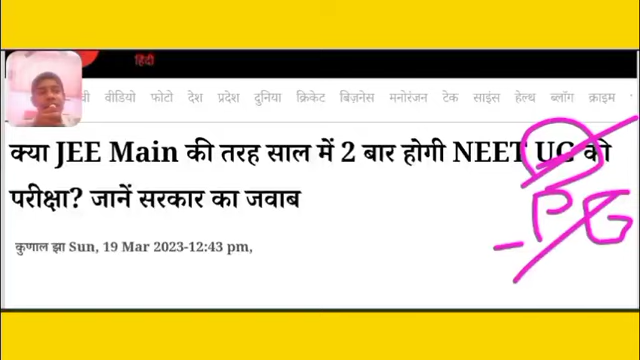 हिंदी
वीडियो फोटो देश प्रदेश दुनिया क्रिकेट बिज़नेस मनोरंजन टेक साइंस हेल्थ ब्लॉग क्राइम
क्या JEE Main की तरह साल में 2 बार होगी NEET UG की
परीक्षा? जानें सरकार का जवाब
PG
कुणाल झा Sun, 19 Mar 2023-12:43 pm,